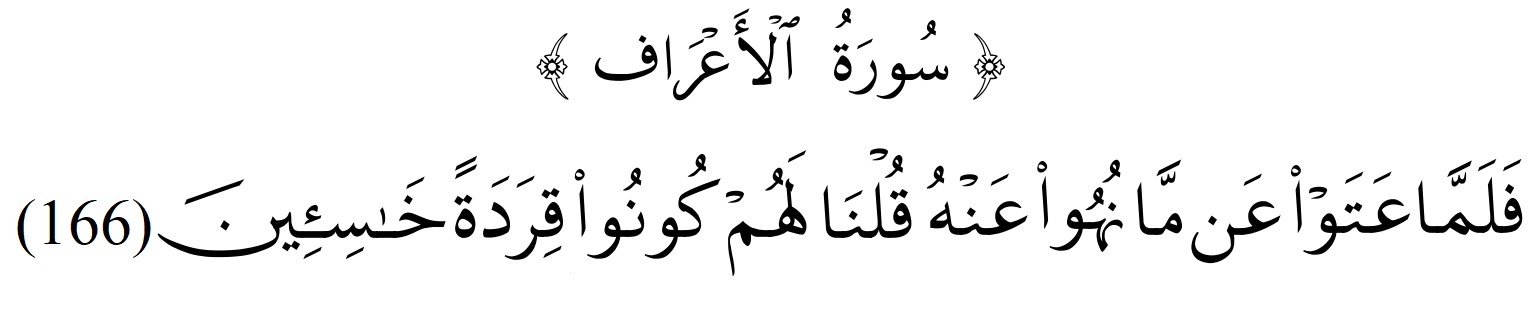 ﴿ سُورَةُ ٱلْأَعْرَاف ﴾
فَلَمَّا عَتَوْا۟ عَن مَّا نُهُوا۟ عَنْهُ قُلْنَا لَهُمْ كُونُوا۟ قِرَدَةً خَـٰسِـِٔينَ (166)